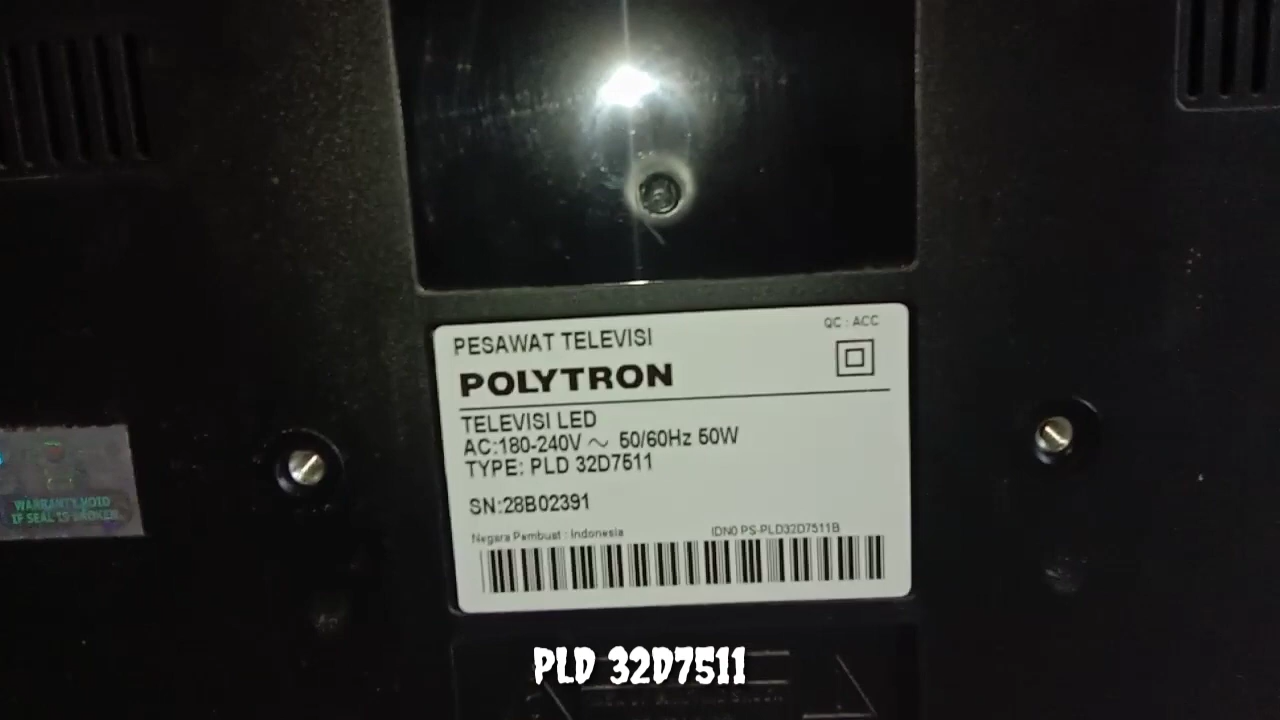 PESAWAT TELEVISI
QC : ACC
POLYTRON
TELEVISI LED
AC:180-240V ~ 50/60Hz 50W
TYPE: PLD 32D7511
SN:28B02391
Negara Pembuat : Indonesia
IDN0 PS-PLD32D7511B
WARRANTY VOID
IF SEAL IS BROKEN
PLD 32D7511